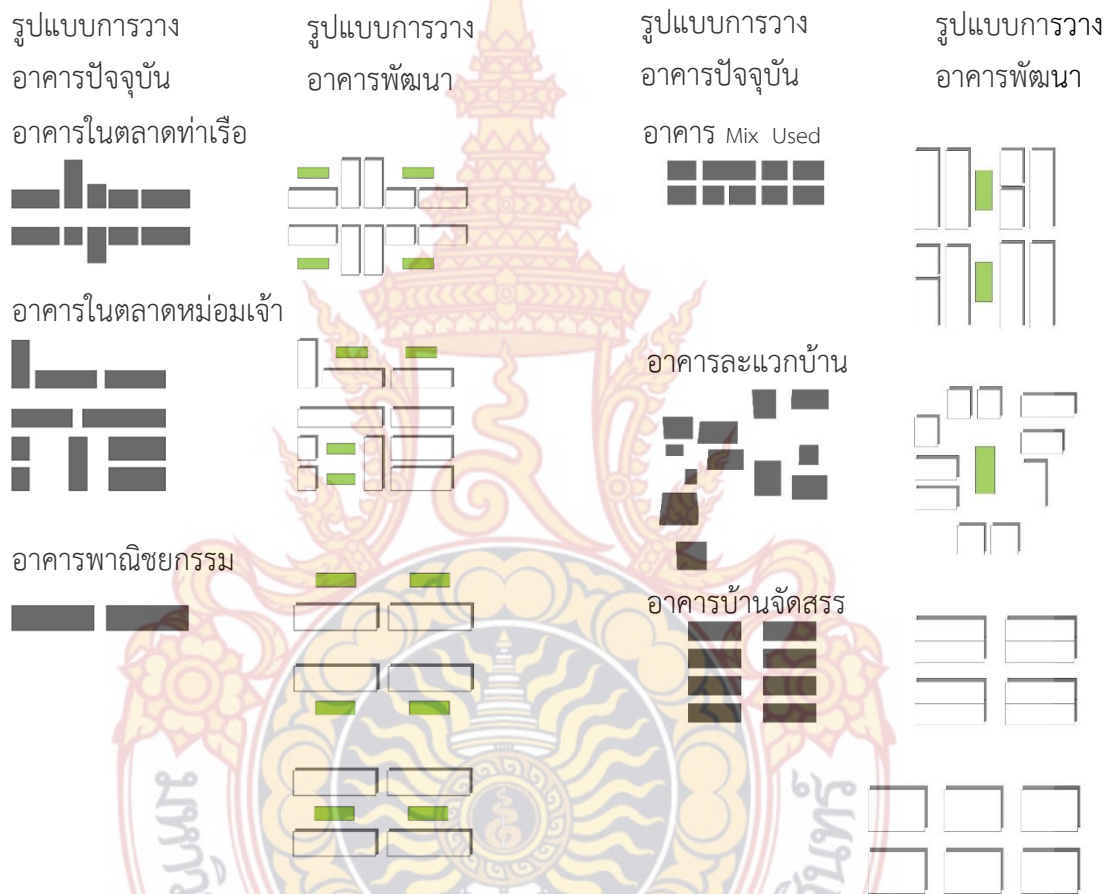 รูปแบบการวาง
อาคารปัจจุบัน
รูปแบบการวาง
อาคารพัฒนา
อาคารในตลาดท่าเรือ
อาคารในตลาดหม่อมเจ้า
อาคารพาณิชยกรรม
รูปแบบการวาง
อาคารปัจจุบัน
รูปแบบการวาง
อาคารพัฒนา
อาคาร Mix Used
อาคารละแวกบ้าน
อาคารบ้านจัดสรร